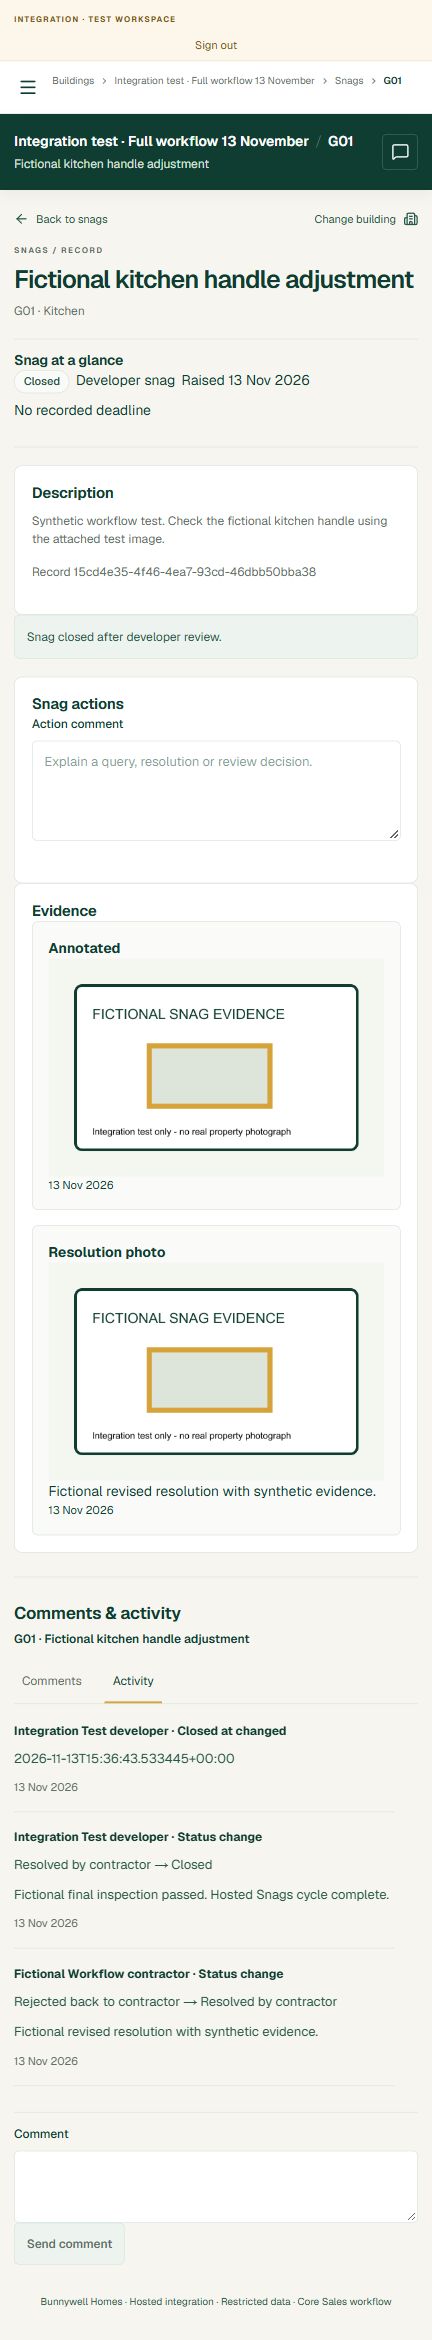 INTEGRATION · TEST WORKSPACE
Sign out
Buildings > Integration test · Full workflow 13 November > Snags > G01
Integration test · Full workflow 13 November / G01
Fictional kitchen handle adjustment
← Back to snags
Change building
SNAGS / RECORD
Fictional kitchen handle adjustment
G01 · Kitchen
Snag at a glance
Closed Developer snag Raised 13 Nov 2026
No recorded deadline
Description
Synthetic workflow test. Check the fictional kitchen handle using
the attached test image.
Record 15cd4e35-4f46-4ea7-93cd-46dbb50bba38
Snag closed after developer review.
Snag actions
Action comment
Explain a query, resolution or review decision.
Evidence
Annotated
FICTIONAL SNAG EVIDENCE
Integration test only - no real property photograph
13 Nov 2026
Resolution photo
FICTIONAL SNAG EVIDENCE
Integration test only - no real property photograph
Fictional revised resolution with synthetic evidence.
13 Nov 2026
Comments & activity
G01 · Fictional kitchen handle adjustment
Comments Activity
Integration Test developer · Closed at changed
2026-11-13T15:36:43.533445+00:00
13 Nov 2026
Integration Test developer · Status change
Resolved by contractor → Closed
Fictional final inspection passed. Hosted Snags cycle complete.
13 Nov 2026
Fictional Workflow contractor · Status change
Rejected back to contractor → Resolved by contractor
Fictional revised resolution with synthetic evidence.
13 Nov 2026
Comment
Send comment
Bunnywell Homes · Hosted integration · Restricted data · Core Sales workflow